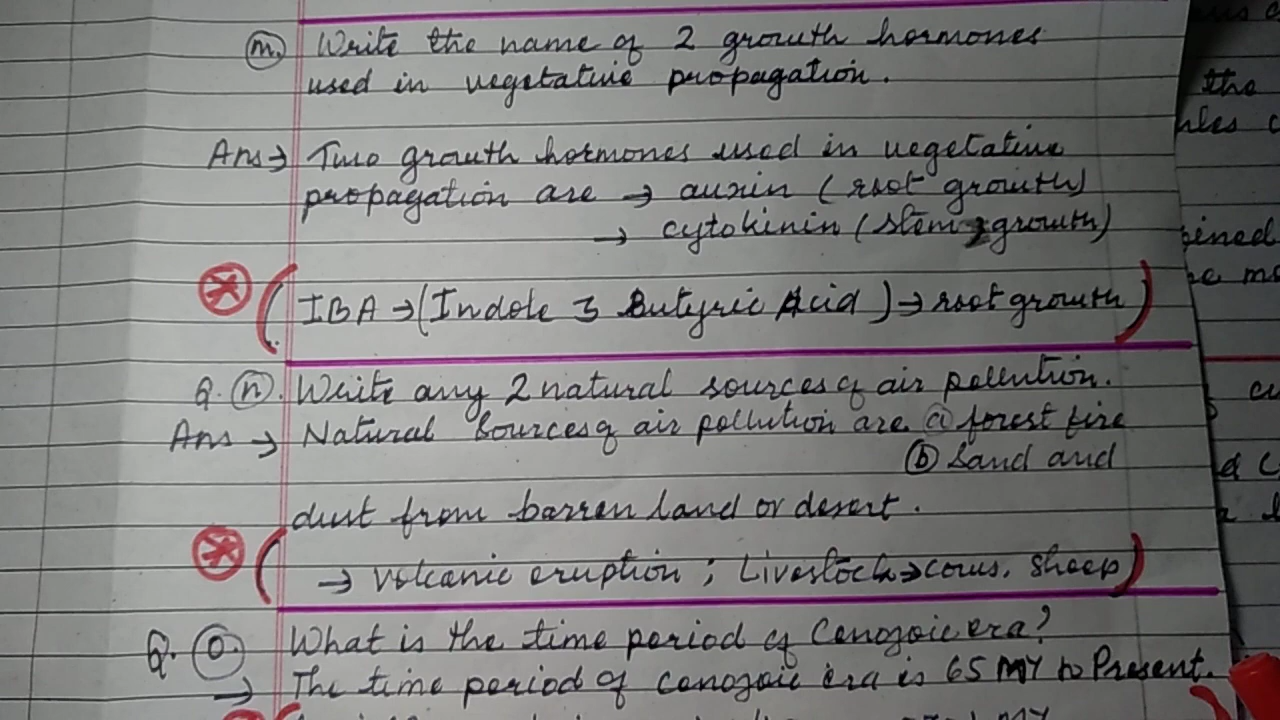 (m.) Write the name of 2 growth hormones
used in vegetative propagation.
Ans → Two growth hormones used in vegetative
propagation are → auxin (root growth)
→ cytokinin (stem growth)
(IBA → (Indole 3 Butyric Acid) → root growth)
Q. (n). Write any 2 natural sources of air pollution.
Ans → Natural sources of air pollution are (a) forest fire
(b) Sand and
dust from barren land or desert.
(→ volcanic eruption ; Livestock → cows, sheep)
Q. (o.) What is the time period of Cenozoic era?
→ The time period of cenozoic era is 65 MY to Present.
the